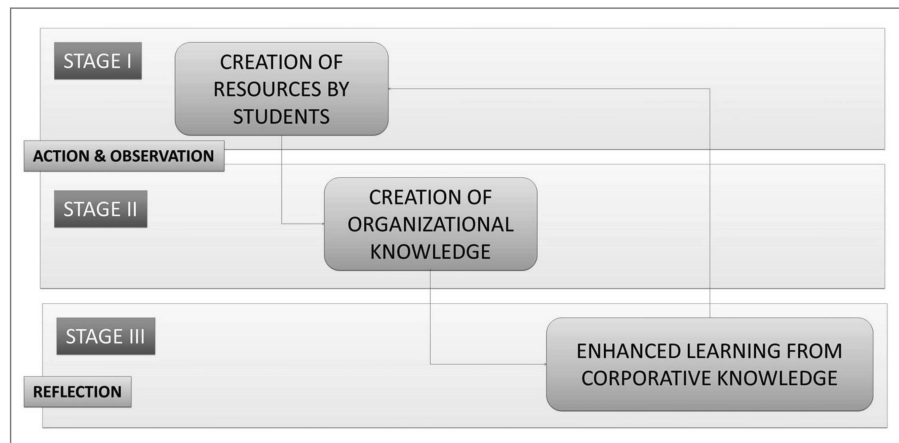 STAGE I
CREATION OF
RESOURCES BY
STUDENTS
ACTION & OBSERVATION
STAGE II
CREATION OF
ORGANIZATIONAL
KNOWLEDGE
STAGE III
ENHANCED LEARNING FROM
CORPORATIVE KNOWLEDGE
REFLECTION